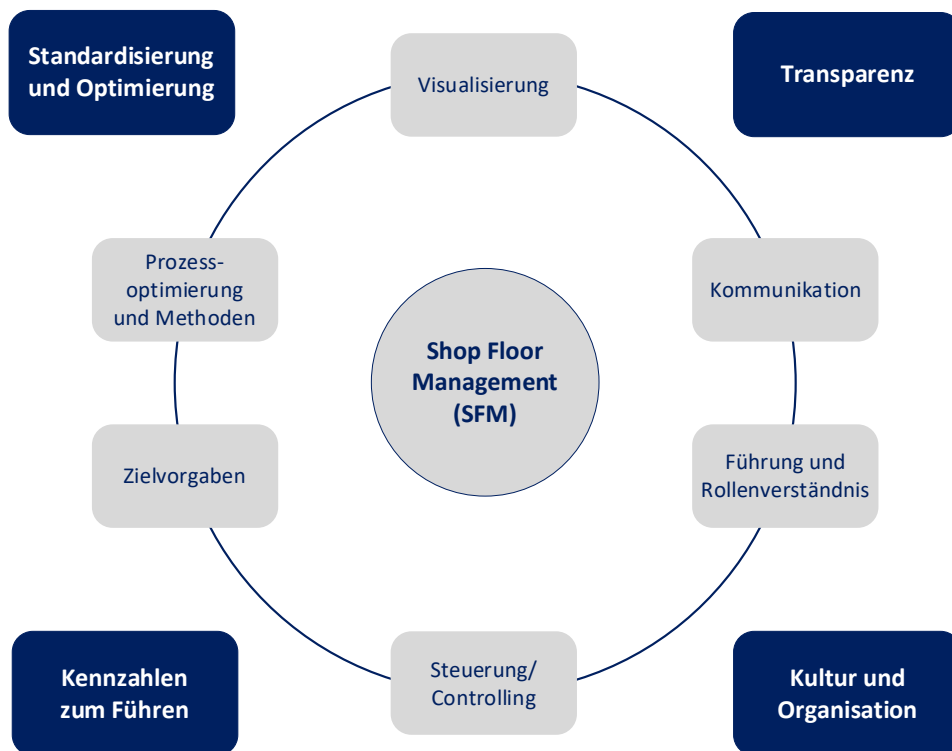 Standardisierung
und Optimierung
Visualisierung
Transparenz
Prozess-
optimierung
und Methoden
Kommunikation
Shop Floor
Management
(SFM)
Zielvorgaben
Führung und
Rollenverständnis
Kennzahlen
zum Führen
Steuerung/
Controlling
Kultur und
Organisation